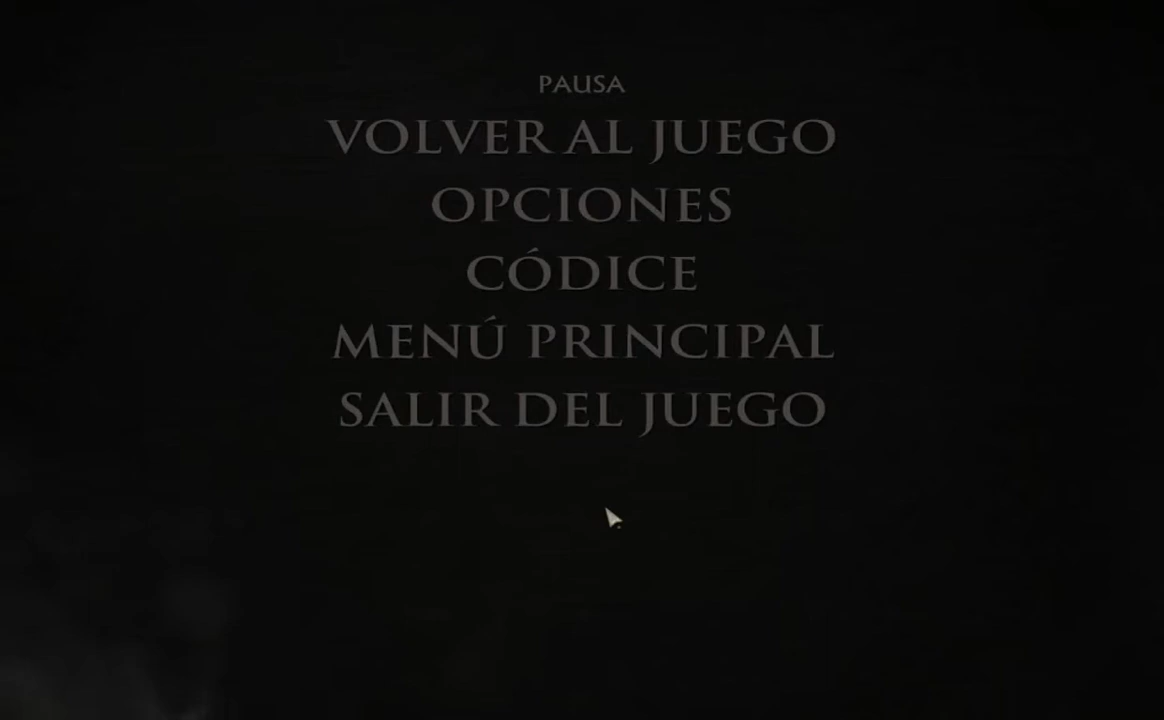 PAUSA
VOLVER AL JUEGO
OPCIONES
CÓDICE
MENÚ PRINCIPAL
SALIR DEL JUEGO